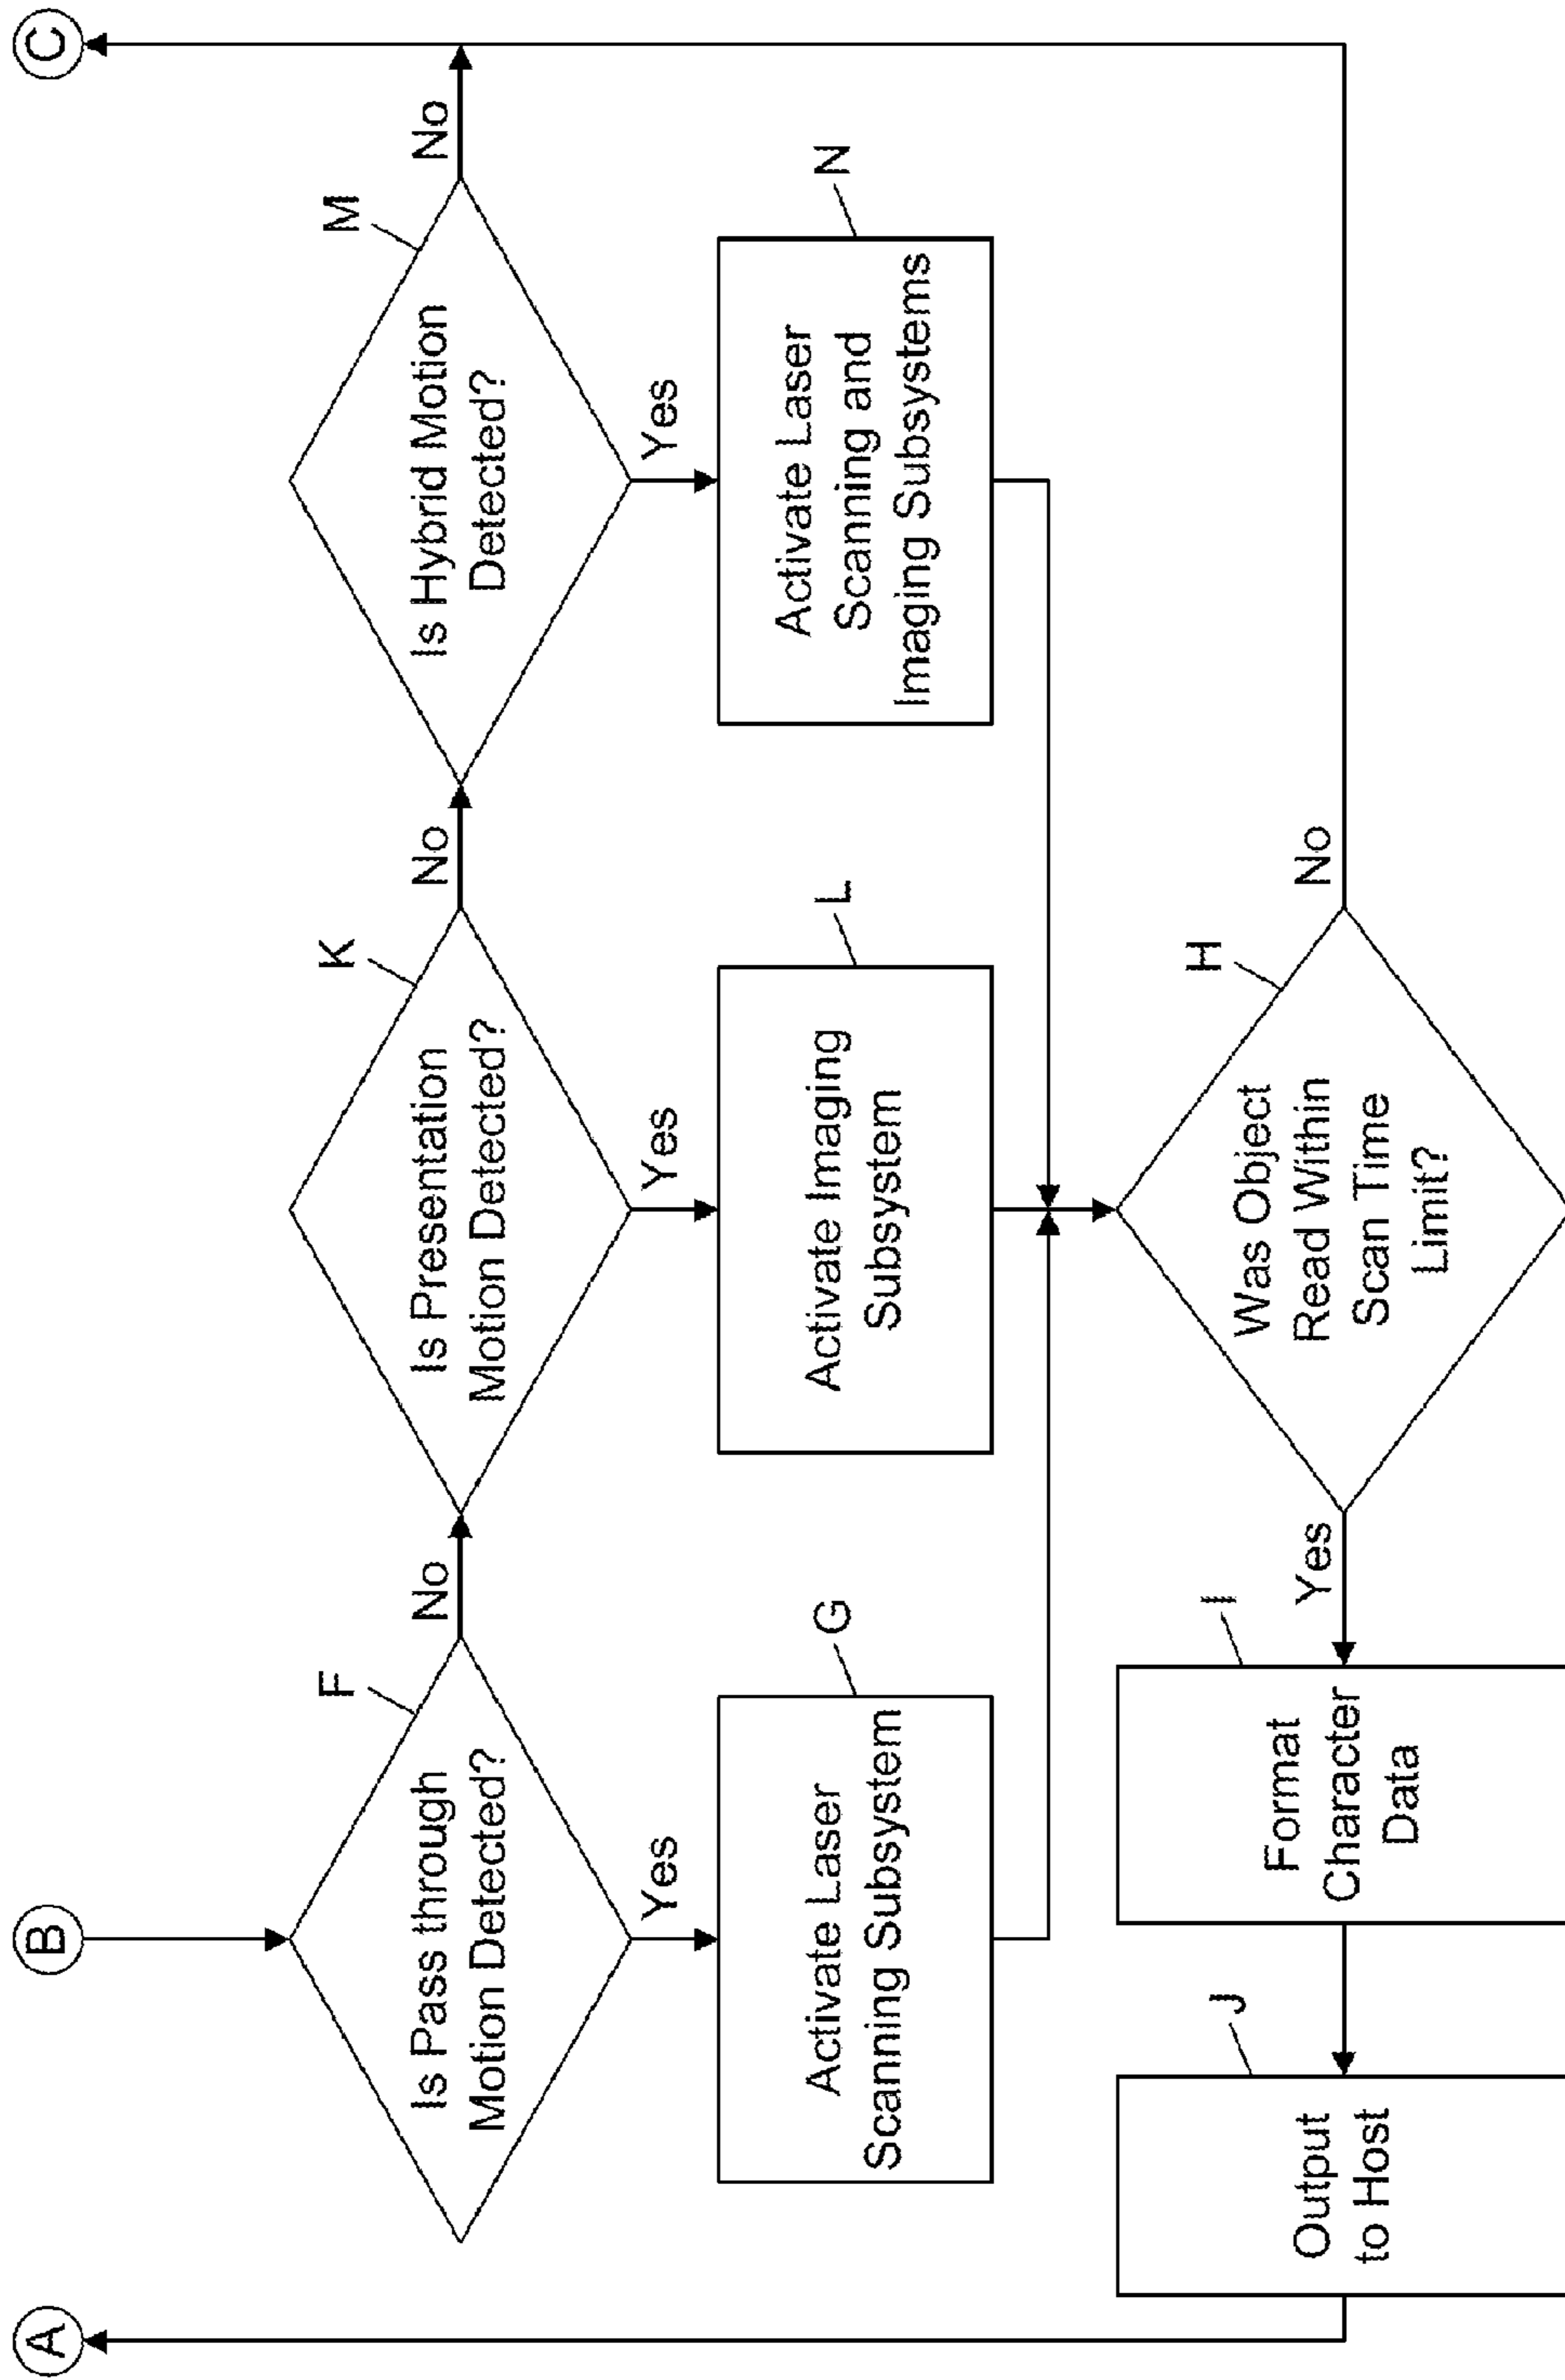 A
B
C
F
Is Pass through
Motion Detected?
No
Yes
K
Is Presentation
Motion Detected?
No
Yes
M
Is Hybrid Motion
Detected?
No
Yes
G
Activate Laser
Scanning Subsystem
L
Activate Imaging
Subsystem
N
Activate Laser
Scanning and
Imaging Subsystems
J
Output
to Host
I
Format
Character
Data
Yes
H
Was Object
Read Within
Scan Time
Limit?
No